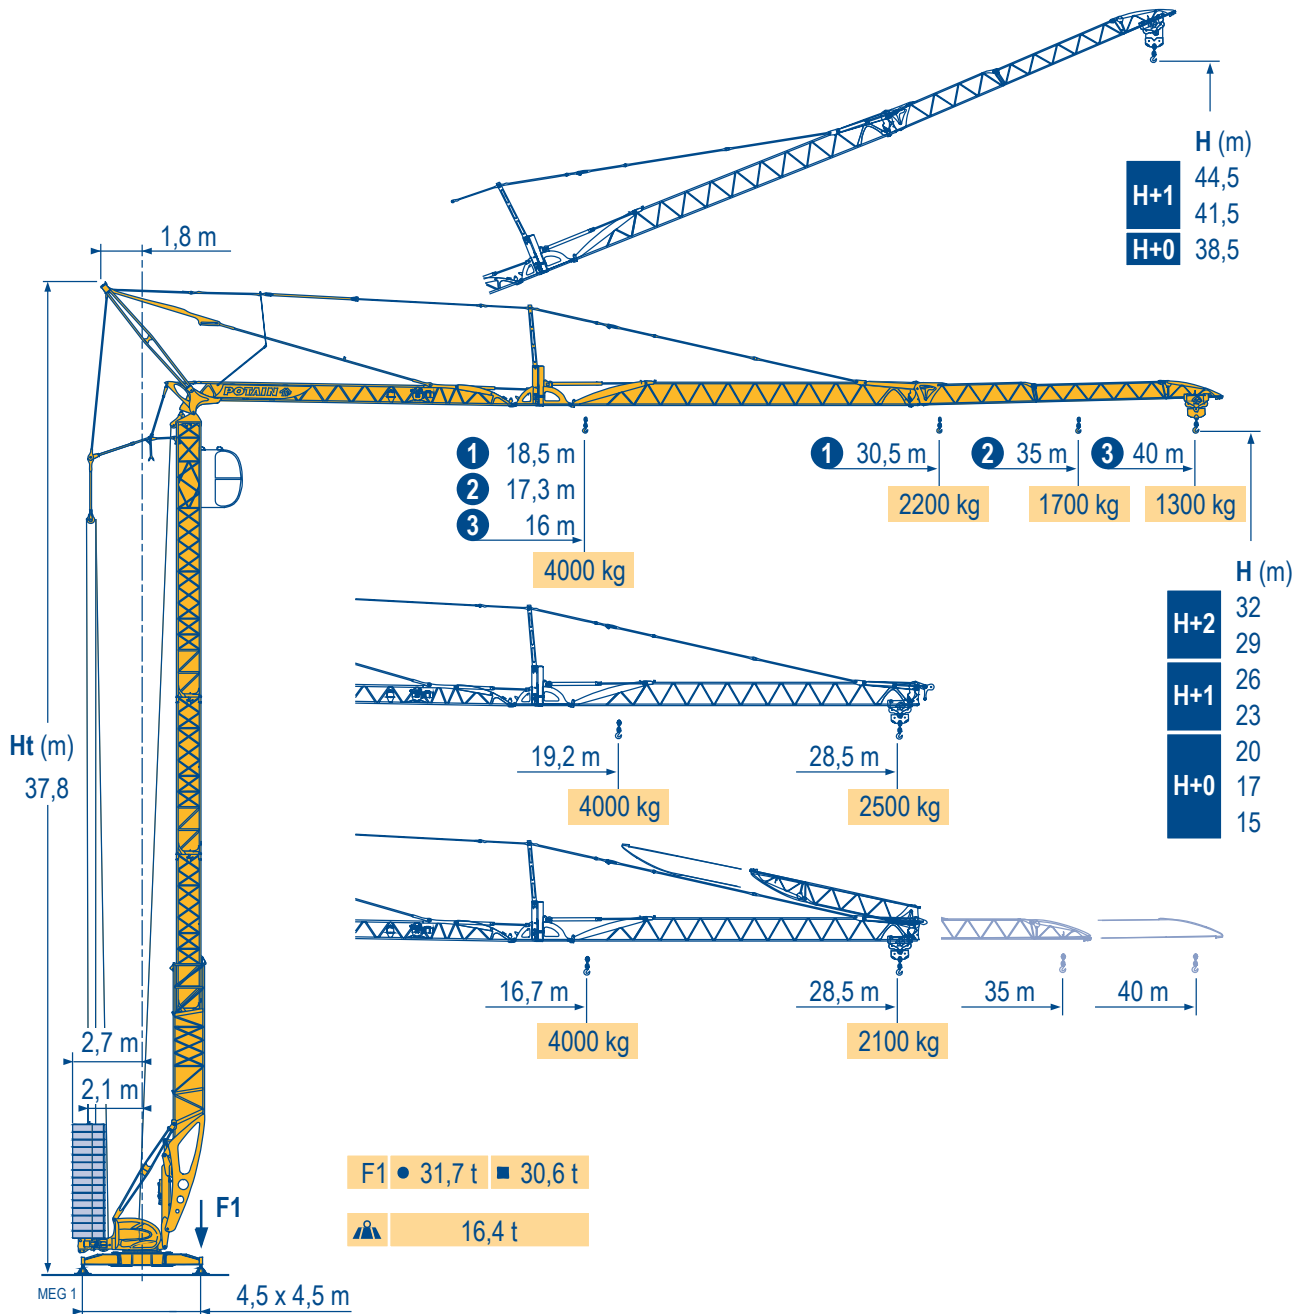 H (m)
H+1 44,5
41,5
H+0 38,5
1,8 m
POTAIN
1 18,5 m
2 17,3 m
3 16 m
4000 kg
1 30,5 m
2 35 m
3 40 m
2200 kg
1700 kg
1300 kg
H (m)
H+2 32
29
H+1 26
23
H+0 20
17
15
Ht (m)
37,8
19,2 m
28,5 m
4000 kg
2500 kg
16,7 m
28,5 m
35 m
40 m
4000 kg
2100 kg
2,7 m
2,1 m
F1
F1 ● 31,7 t ■ 30,6 t
16,4 t
MEG 1
4,5 x 4,5 m